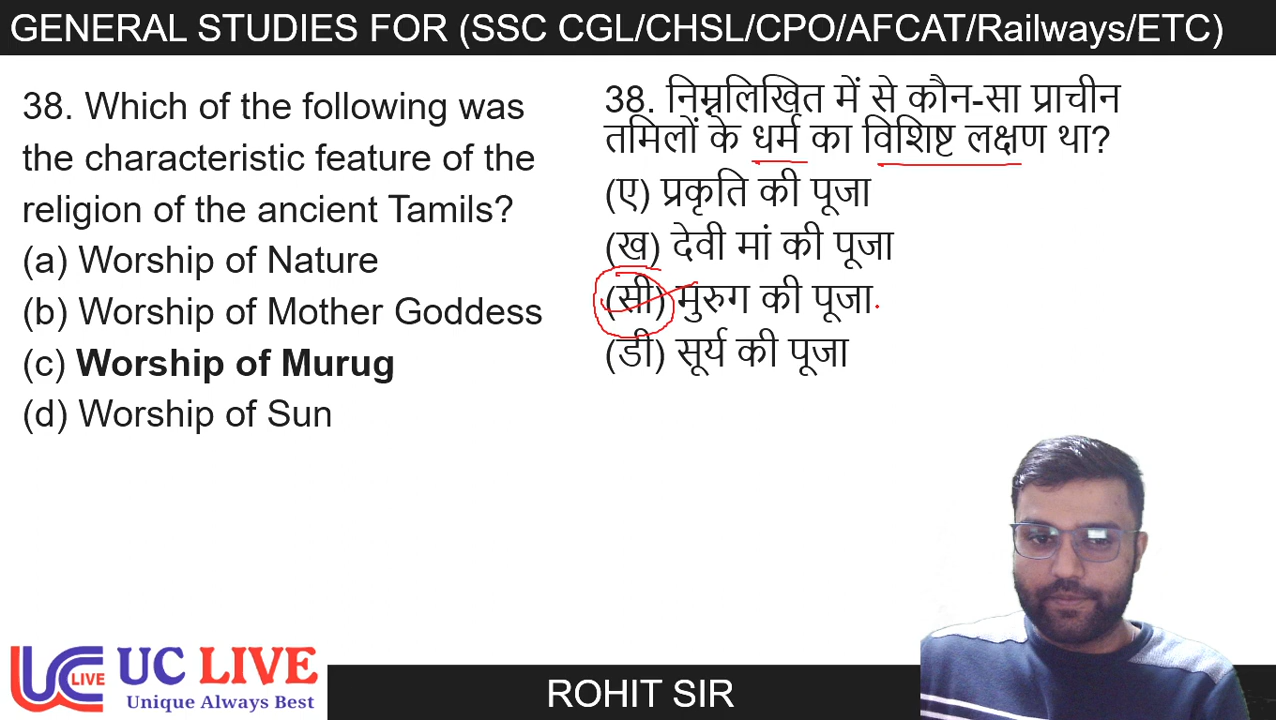 GENERAL STUDIES FOR (SSC CGL/CHSL/CPO/AFCAT/Railways/ETC)
38. Which of the following was
the characteristic feature of the
religion of the ancient Tamils?
(a) Worship of Nature
(b) Worship of Mother Goddess
(c) Worship of Murug
(d) Worship of Sun
38. निम्नलिखित में से कौन-सा प्राचीन
तमिलों के धर्म का विशिष्ट लक्षण था?
(ए) प्रकृति की पूजा
(ख) देवी मां की पूजा
(सी) मुरुग की पूजा
(डी) सूर्य की पूजा
UC LIVE
LIVE
Unique Always Best
ROHIT SIR